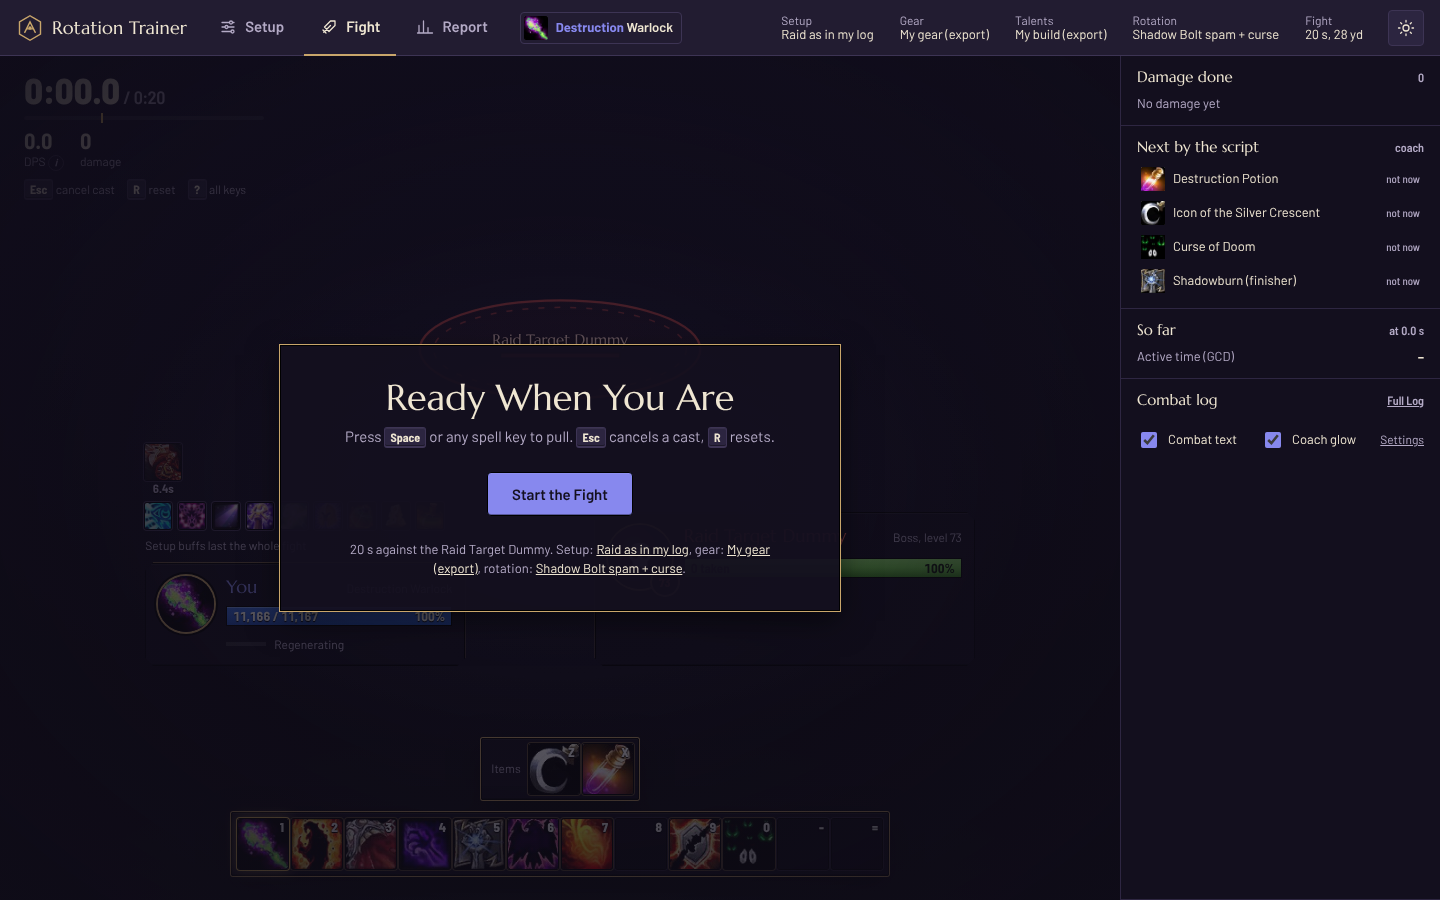 Rotation Trainer
Setup
Fight
Report
Destruction Warlock
Setup
Raid as in my log
Gear
My gear (export)
Talents
My build (export)
Rotation
Shadow Bolt spam + curse
Fight
20 s, 28 yd
0:00.0 / 0:20
0.0
0
DPS i
damage
Esc cancel cast
R reset
? all keys
Raid Target Dummy
Ready When You Are
Press Space or any spell key to pull. Esc cancels a cast, R resets.
Start the Fight
20 s against the Raid Target Dummy. Setup: Raid as in my log, gear: My gear
(export), rotation: Shadow Bolt spam + curse.
6.4s
Setup buffs last the whole
You
11,166 / 11,167
100%
Regenerating
Boss, level 73
100%
Items
2
1
2
3
4
5
6
7
8
9
0
-
=
Damage done
0
No damage yet
Next by the script
coach
Destruction Potion
not now
Icon of the Silver Crescent
not now
Curse of Doom
not now
Shadowburn (finisher)
not now
So far
at 0.0 s
Active time (GCD)
–
Combat log
Full Log
Combat text
Coach glow
Settings